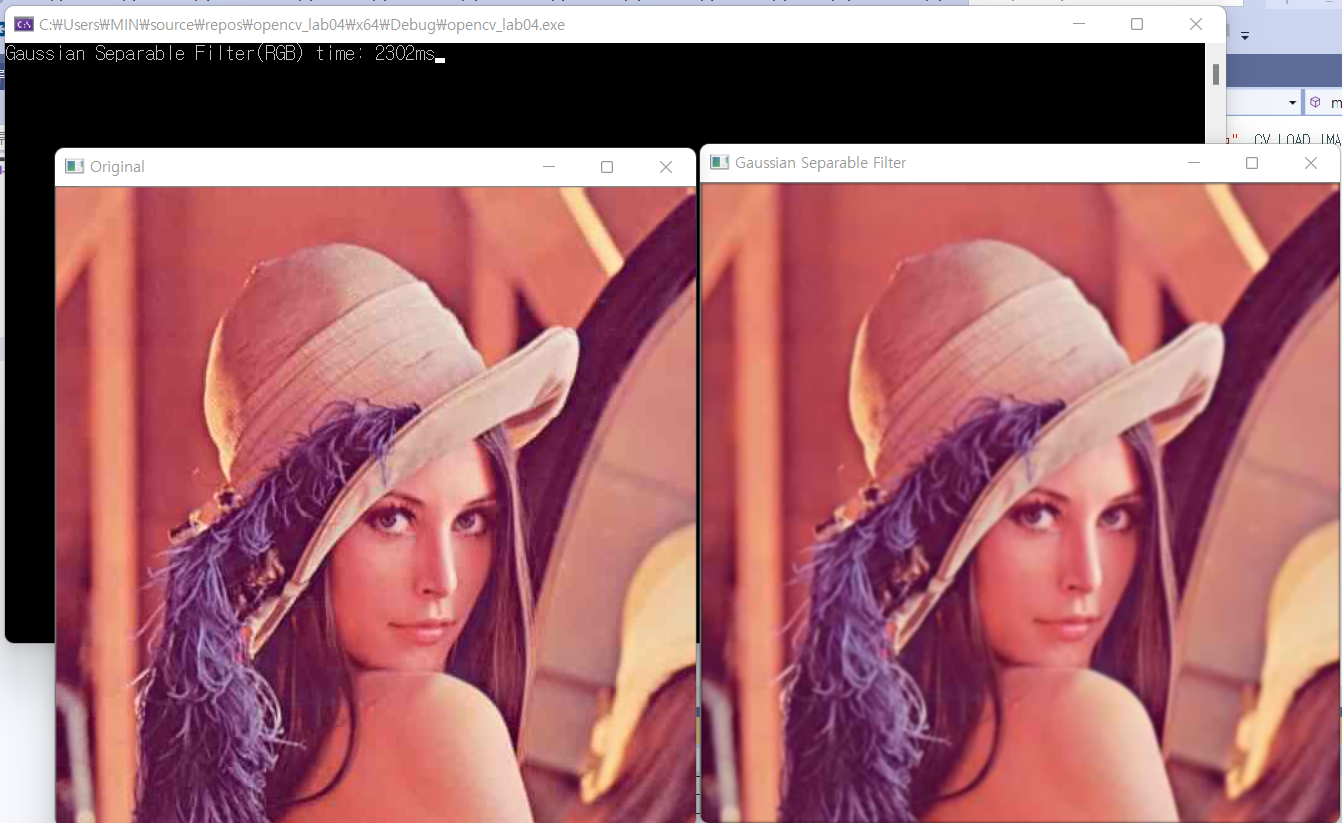 C:\Users\MIN\source\repos\opencv_lab04\x64\Debug\opencv_lab04.exe
Gaussian Separable Filter(RGB) time: 2302ms
m
", CV_LOAD_IMA
Original
Gaussian Separable Filter